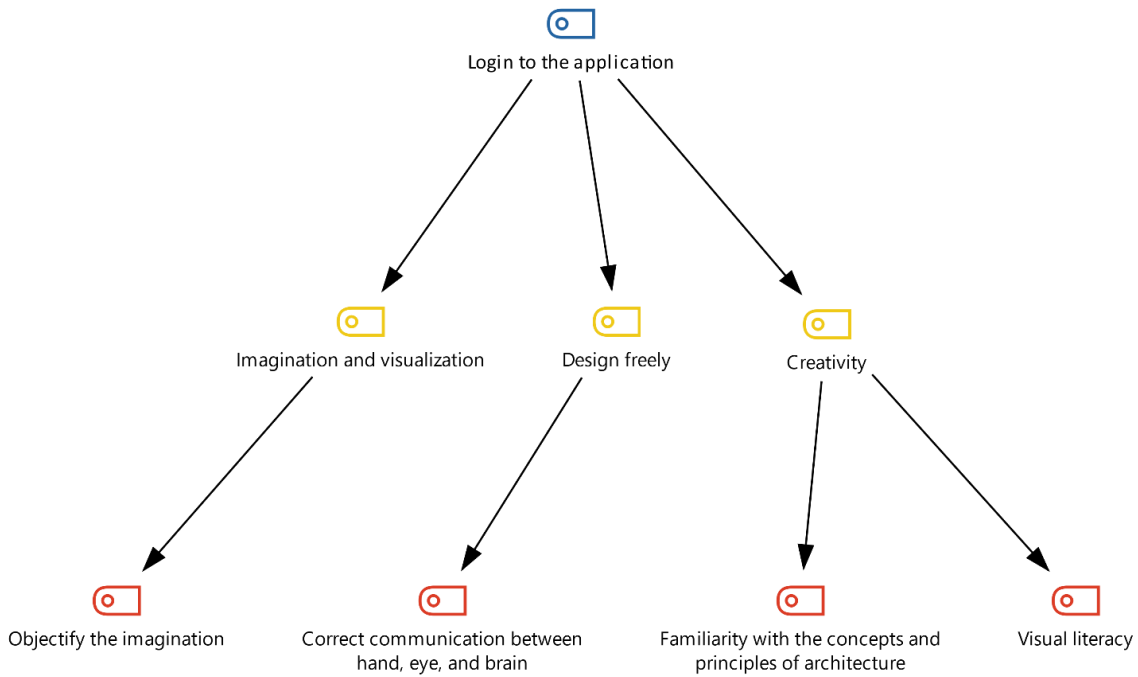 Login to the application
Imagination and visualization
Design freely
Creativity
Objectify the imagination
Correct communication between
hand, eye, and brain
Familiarity with the concepts and
principles of architecture
Visual literacy